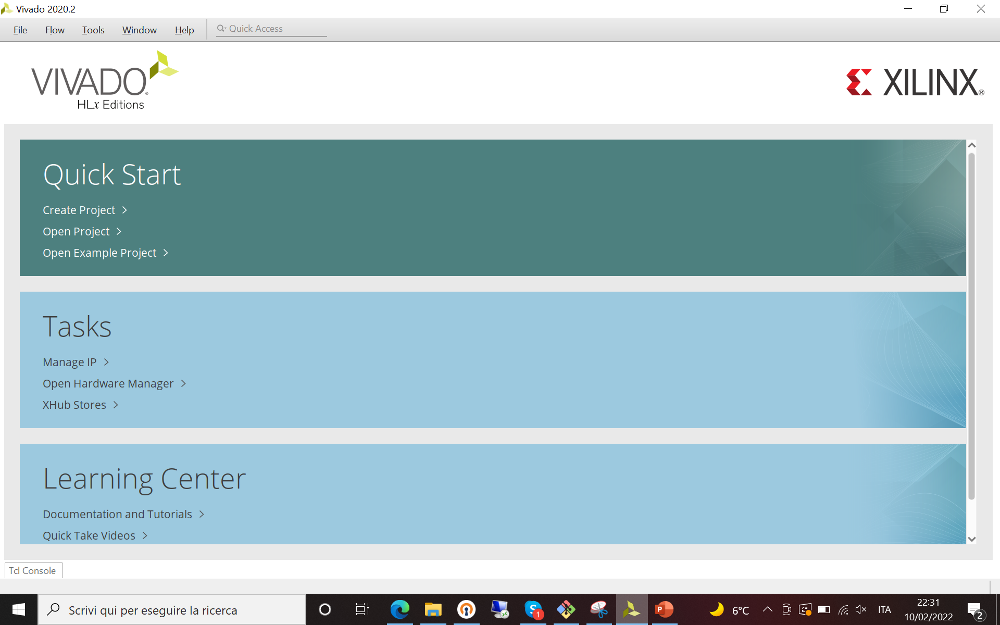 Vivado 2020.2
File Flow Tools Window Help Quick Access
VIVADO®
HLx Editions
XILINX®
Quick Start
Create Project
Open Project
Open Example Project
Tasks
Manage IP
Open Hardware Manager
XHub Stores
Learning Center
Documentation and Tutorials
Quick Take Videos
Tcl Console
Scrivi qui per eseguire la ricerca
S
1
P
6°C
ITA
22:31
10/02/2022
2